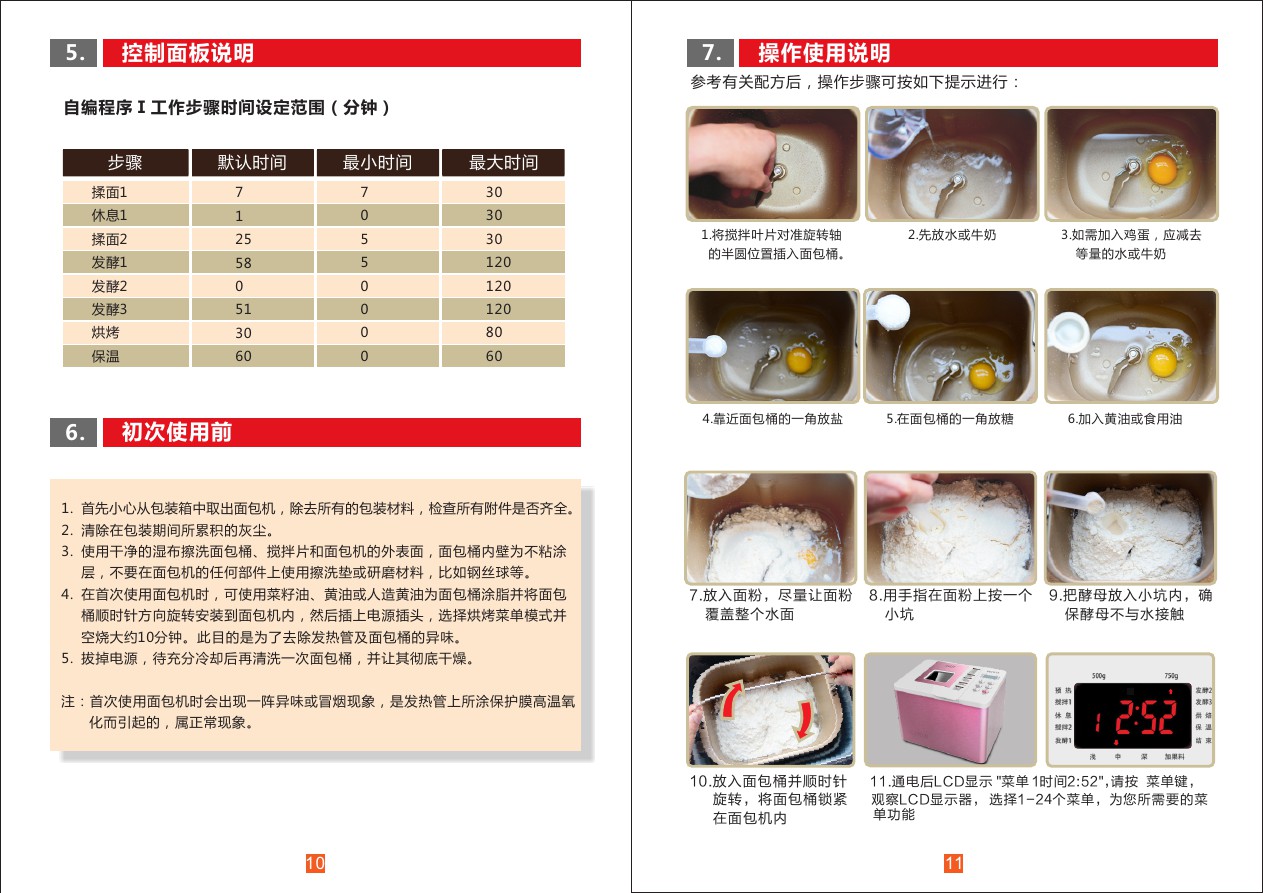 5. 控制面板说明
自编程序 I 工作步骤时间设定范围（分钟）
步骤 默认时间 最小时间 最大时间
揉面1 7 7 30
休息1 1 0 30
揉面2 25 5 30
发酵1 58 5 120
发酵2 0 0 120
发酵3 51 0 120
烘烤 30 0 80
保温 60 0 60
6. 初次使用前
1. 首先小心从包装箱中取出面包机，除去所有的包装材料，检查所有附件是否齐全。
2. 清除在包装期间所累积的灰尘。
3. 使用干净的湿布擦洗面包桶、搅拌片和面包机的外表面，面包桶内壁为不粘涂
层，不要在面包机的任何部件上使用擦洗垫或研磨材料，比如钢丝球等。
4. 在首次使用面包机时，可使用菜籽油、黄油或人造黄油为面包桶涂脂并将面包
桶顺时针方向旋转安装到面包机内，然后插上电源插头，选择烘烤菜单模式并
空烧大约10分钟。此目的是为了去除发热管及面包桶的异味。
5. 拔掉电源，待充分冷却后再清洗一次面包桶，并让其彻底干燥。
注：首次使用面包机时会出现一阵异味或冒烟现象，是发热管上所涂保护膜高温氧
化而引起的，属正常现象。
10
7. 操作使用说明
参考有关配方后，操作步骤可按如下提示进行：
1.将搅拌叶片对准旋转轴
的半圆位置插入面包桶。
2.先放水或牛奶
3.如需加入鸡蛋，应减去
等量的水或牛奶
4.靠近面包桶的一角放盐
5.在面包桶的一角放糖
6.加入黄油或食用油
7.放入面粉，尽量让面粉
覆盖整个水面
8.用手指在面粉上按一个
小坑
9.把酵母放入小坑内，确
保酵母不与水接触
500g 750g
预 热 发酵2
搅拌1 发酵3
休 息 烘 焙
搅拌2 保 温
发酵1 结 束
1 2:52
浅 中 深 加果料
10.放入面包桶并顺时针
旋转，将面包桶锁紧
在面包机内
11.通电后LCD显示 "菜单 1时间2:52",请按 菜单键，
观察LCD显示器， 选择1-24个菜单，为您所需要的菜
单功能
11